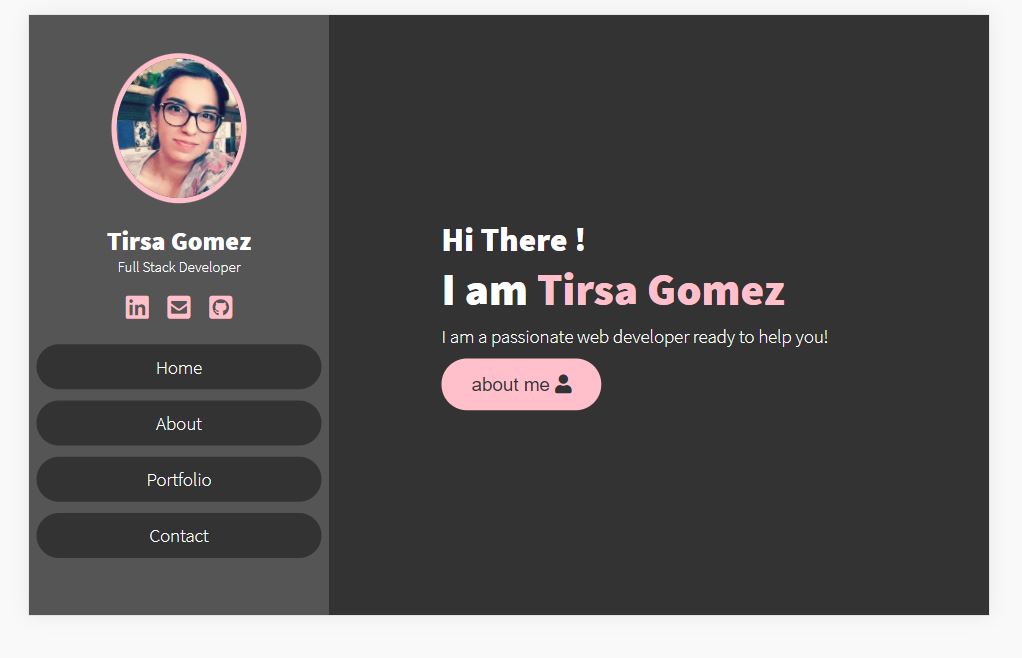 Tirsa Gomez
Full Stack Developer
Home
About
Portfolio
Contact
Hi There !
I am Tirsa Gomez
I am a passionate web developer ready to help you!
about me